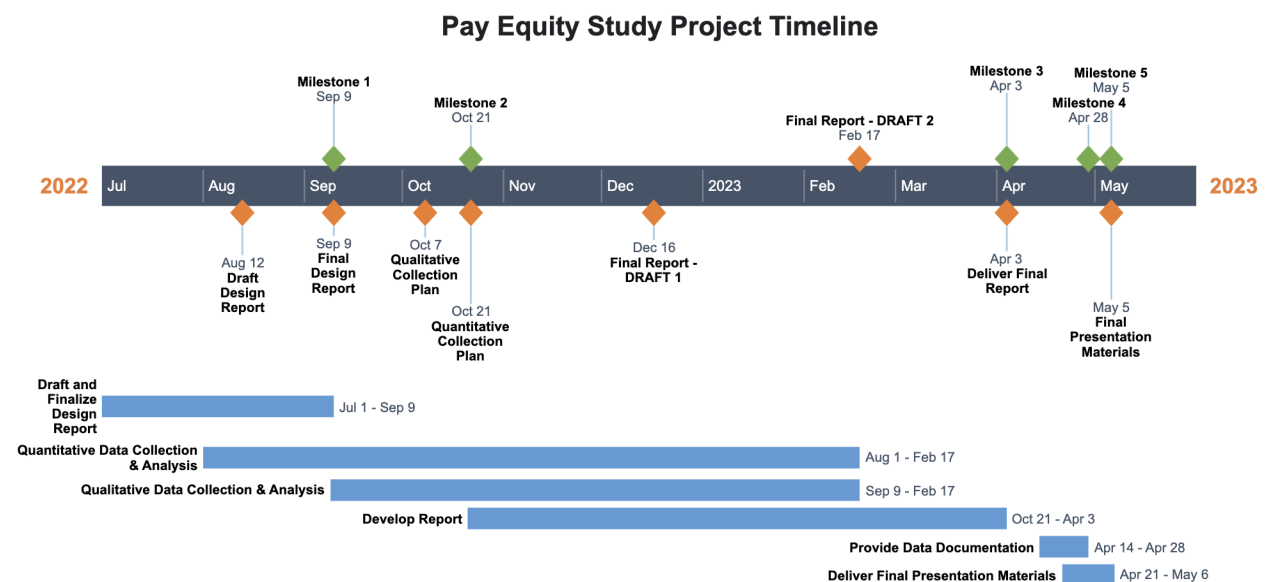 Pay Equity Study Project Timeline
Milestone 1
Sep 9
Milestone 2
Oct 21
Final Report - DRAFT 2
Feb 17
Milestone 3
Apr 3
Milestone 5
May 5
Milestone 4
Apr 28
2022
Jul
Aug
Sep
Oct
Nov
Dec
2023
Feb
Mar
Apr
May
2023
Aug 12
Draft
Design
Report
Sep 9
Final
Design
Report
Oct 7
Qualitative
Collection
Plan
Oct 21
Quantitative
Collection
Plan
Dec 16
Final Report -
DRAFT 1
Apr 3
Deliver Final
Report
May 5
Final
Presentation
Materials
Draft and
Finalize
Design
Report
Jul 1 - Sep 9
Quantitative Data Collection
& Analysis
Aug 1 - Feb 17
Qualitative Data Collection & Analysis
Sep 9 - Feb 17
Develop Report
Oct 21 - Apr 3
Provide Data Documentation
Apr 14 - Apr 28
Deliver Final Presentation Materials
Apr 21 - May 6